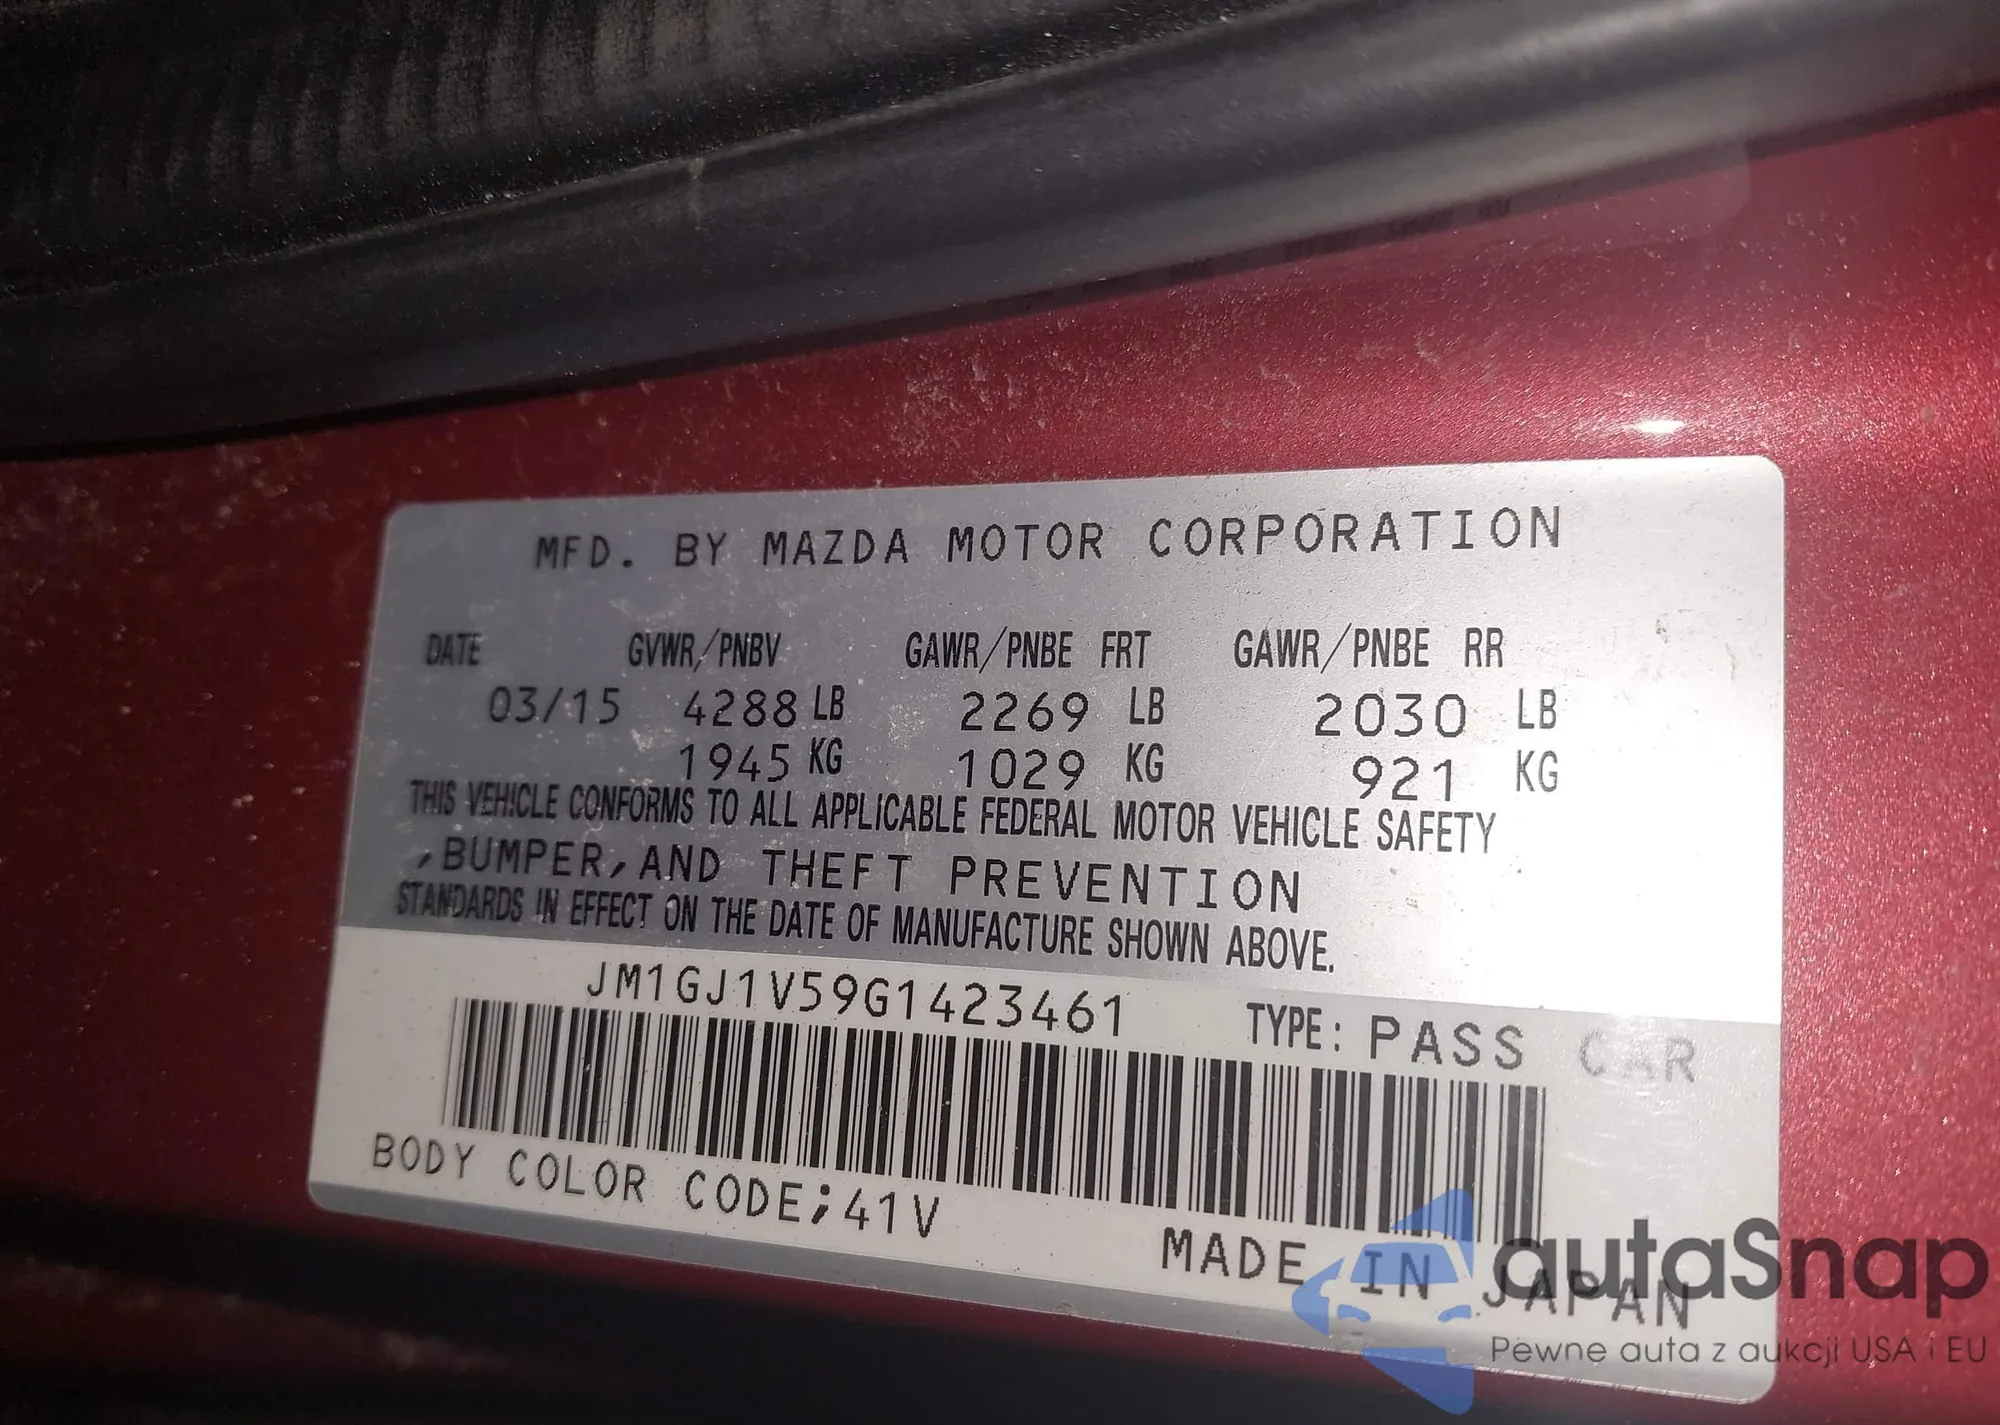 MFD. BY MAZDA MOTOR CORPORATION
DATE GVWR/PNBV GAWR/PNBE FRT GAWR/PNBE RR
03/15 4288 LB 2269 LB 2030 LB
1945 KG 1029 KG 921 KG
THIS VEHICLE CONFORMS TO ALL APPLICABLE FEDERAL MOTOR VEHICLE SAFETY
,BUMPER,AND THEFT PREVENTION
STANDARDS IN EFFECT ON THE DATE OF MANUFACTURE SHOWN ABOVE.
JM1GJ1V59G1423461 TYPE: PASS CAR
BODY COLOR CODE;41V
MADE IN JAPAN
autaSnap
Pewne auta z aukcji USA i EU